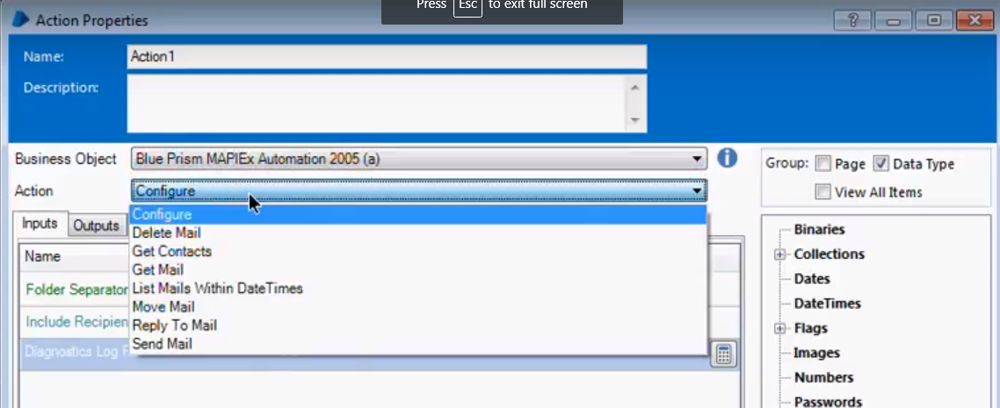 Press Esc to exit full screen
Action Properties
Name: Action1
Description:
Business Object Blue Prism MAPIEx Automation 2005 (a)
Group: Page Data Type
View All Items
Action Configure
Inputs Outputs
Name
Folder Separator
Include Recipien
Diagnostics Log
Configure
Delete Mail
Get Contacts
Get Mail
List Mails Within DateTimes
Move Mail
Reply To Mail
Send Mail
Binaries
Collections
Dates
DateTimes
Flags
Images
Numbers
Passwords